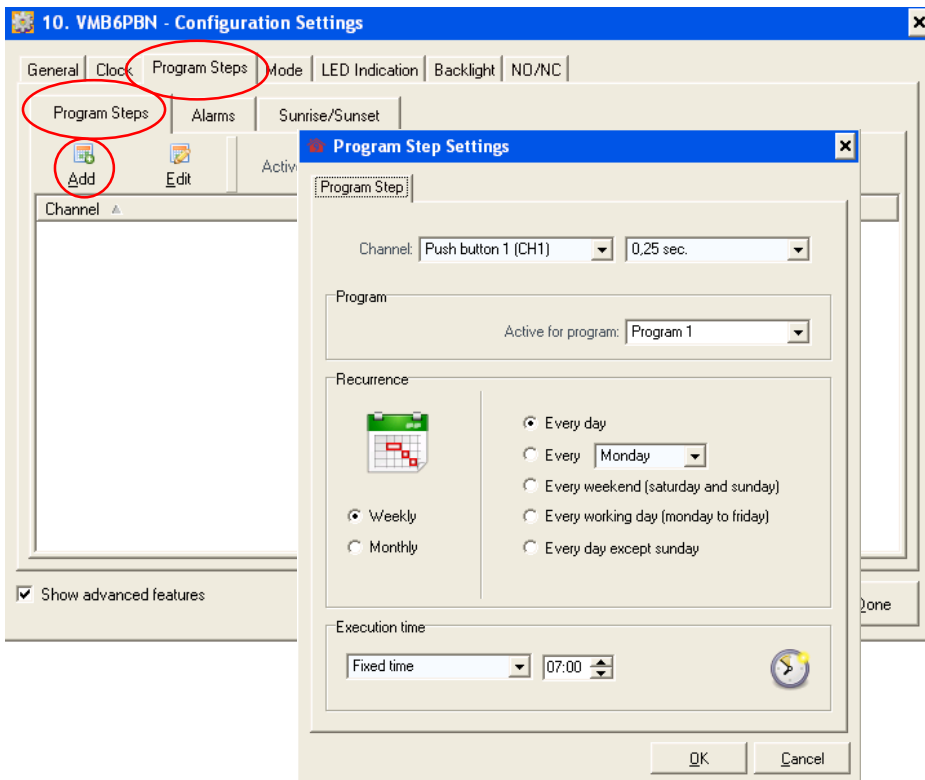 10. VMB6PBN - Configuration Settings
General Clock Program Steps Mode LED Indication Backlight NO/NC
Program Steps Alarms Sunrise/Sunset
Add Edit
Channel
Program Step Settings
Program Step
Channel: Push button 1 (CH1) 0,25 sec.
Program
Active for program: Program 1
Recurrence
Every day
Every Monday
Every weekend (saturday and sunday)
Weekly Every working day (monday to friday)
Monthly Every day except sunday
Show advanced features
Execution time
Fixed time 07:00
OK Cancel